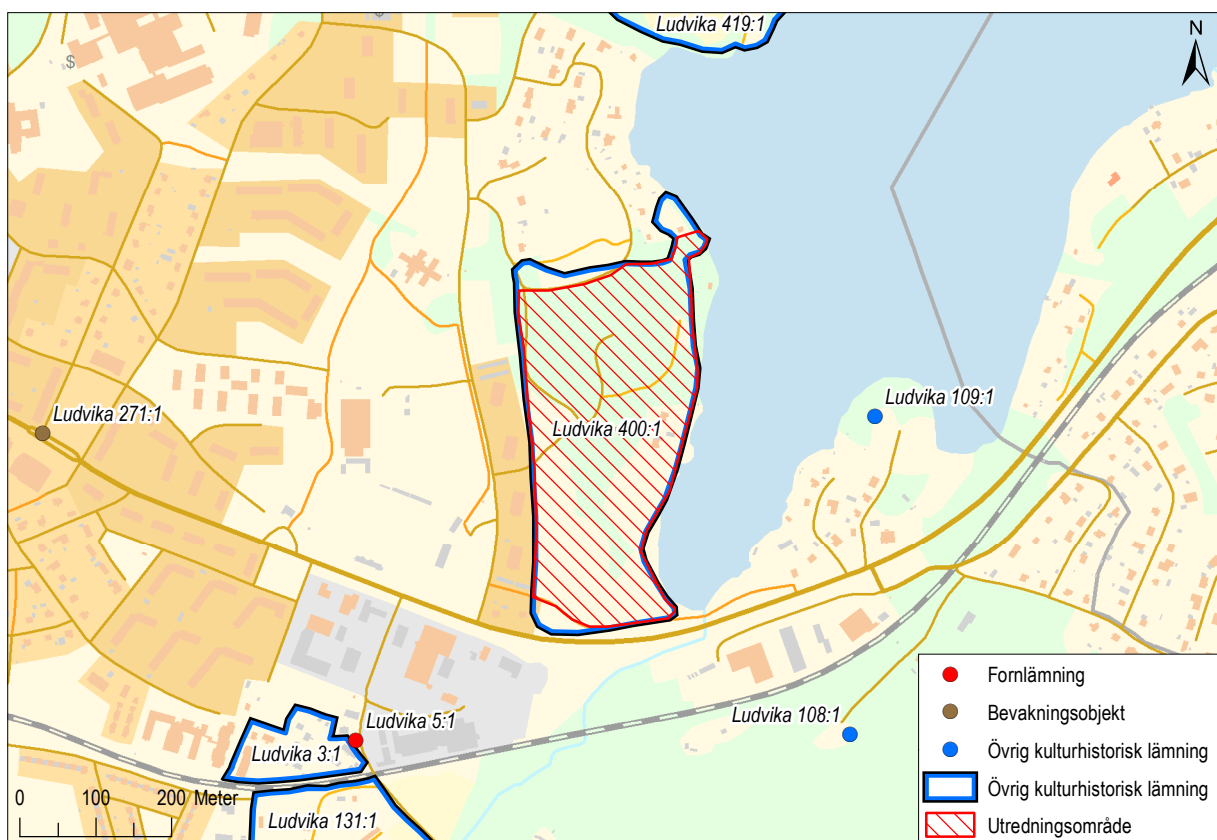 Ludvika 419:1
N
$
$
Ludvika 109:1
Ludvika 271:1
Ludvika 400:1
Ludvika 5:1
Ludvika 108:1
Ludvika 3:1
Ludvika 131:1
0 100 200 Meter
Fornlämning
Bevakningsobjekt
Övrig kulturhistorisk lämning
Övrig kulturhistorisk lämning
Utredningsområde